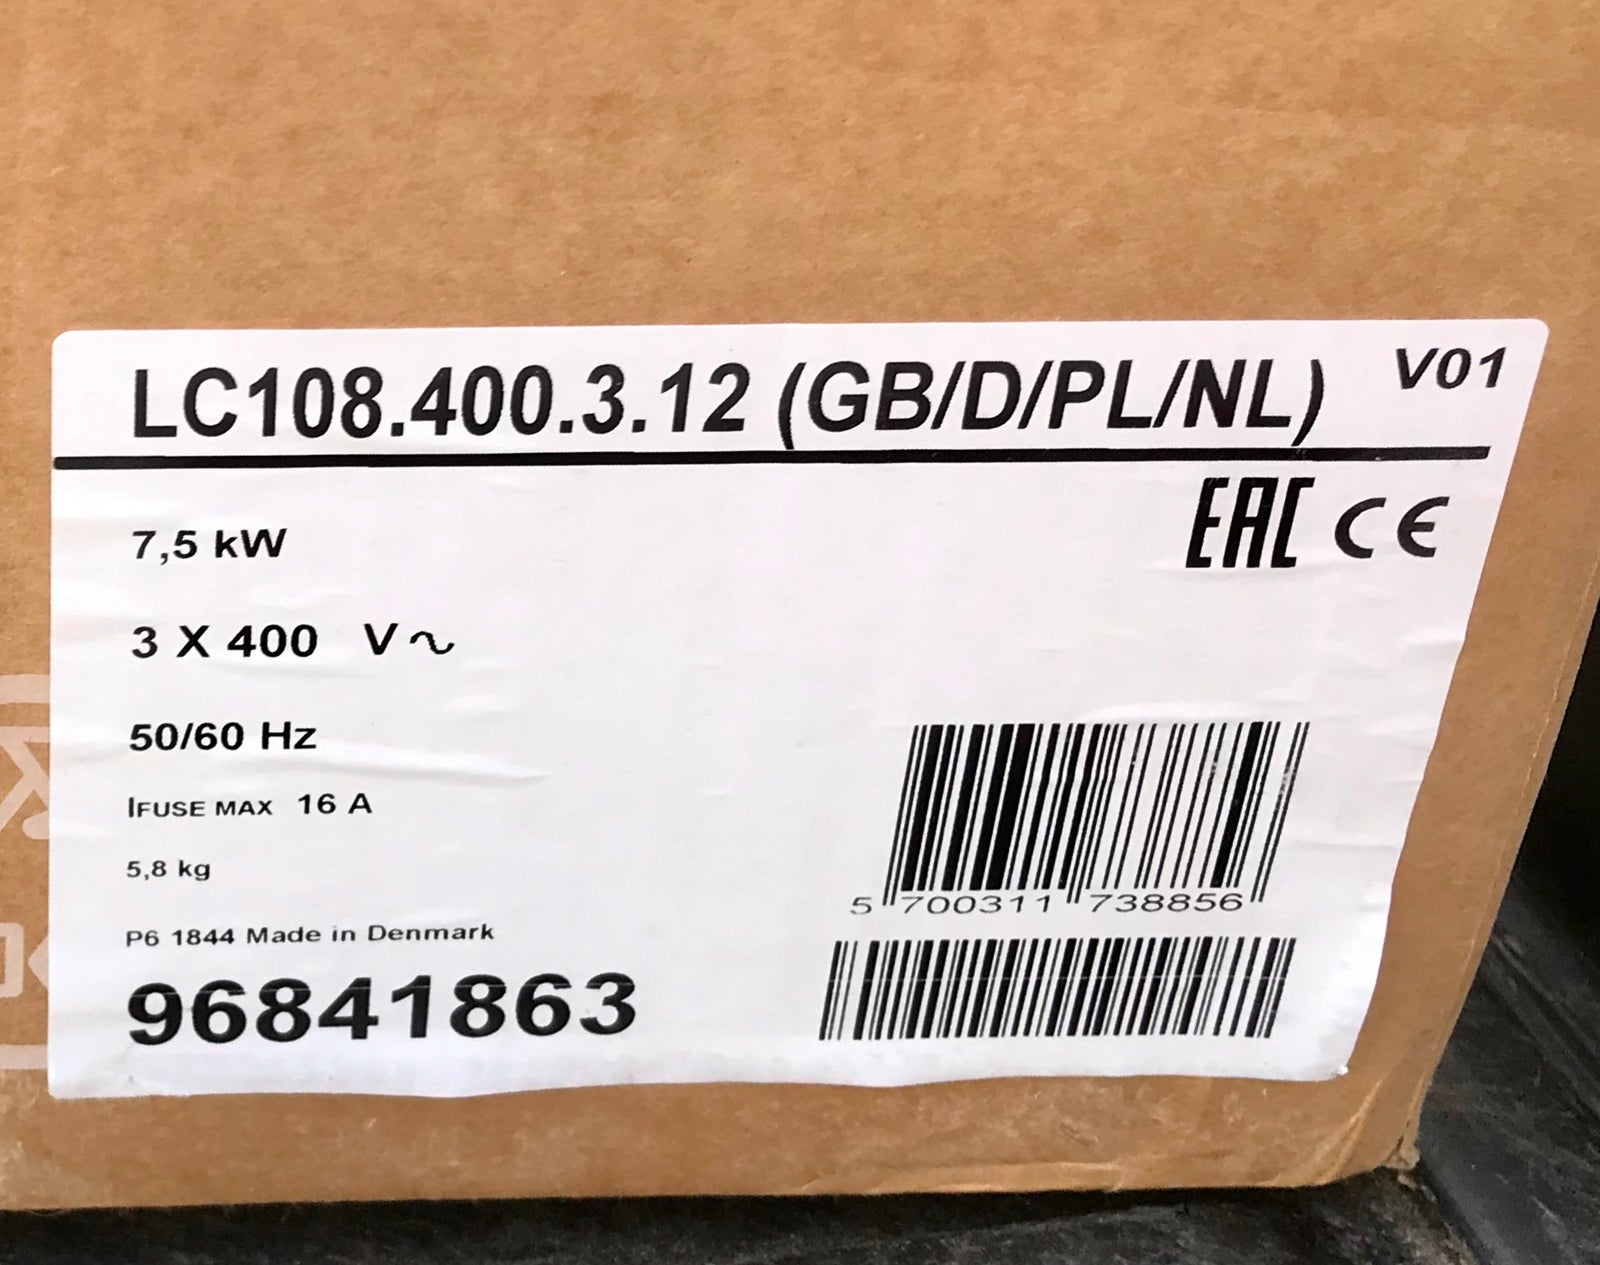 LC108.400.3.12 (GB/D/PL/NL) V01
EAC CE
7,5 kW
3 X 400 V~
50/60 Hz
IFUSE MAX 16 A
5,8 kg
5 700311 738856
P6 1844 Made in Denmark
96841863